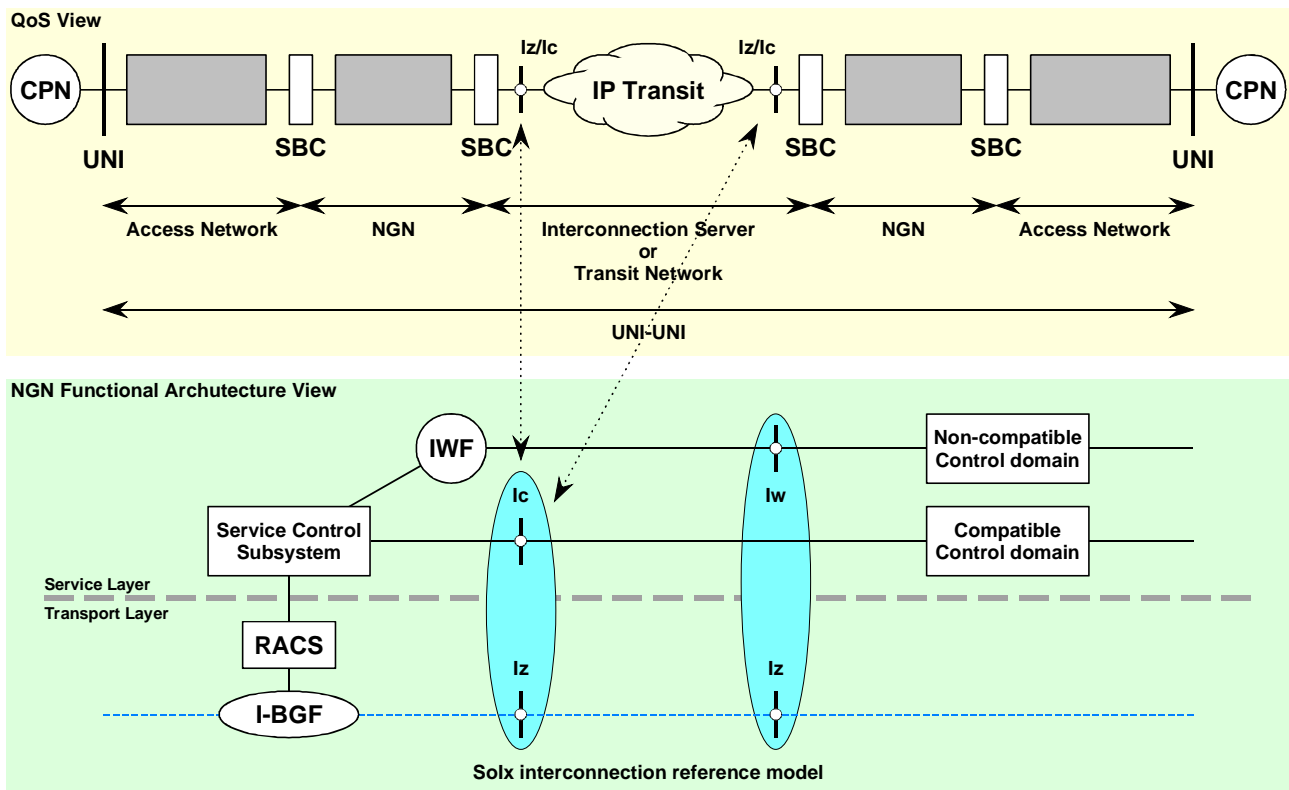 QoS View
Iz/Ic
Iz/Ic
CPN
IP Transit
CPN
UNI
SBC
SBC
SBC
SBC
UNI
Access Network
NGN
Interconnection Server
or
Transit Network
NGN
Access Network
UNI-UNI
NGN Functional Archutecture View
IWF
Non-compatible
Control domain
Ic
Iw
Service Control
Subsystem
Compatible
Control domain
Service Layer
Transport Layer
RACS
Iz
Iz
I-BGF
SoIx interconnection reference model